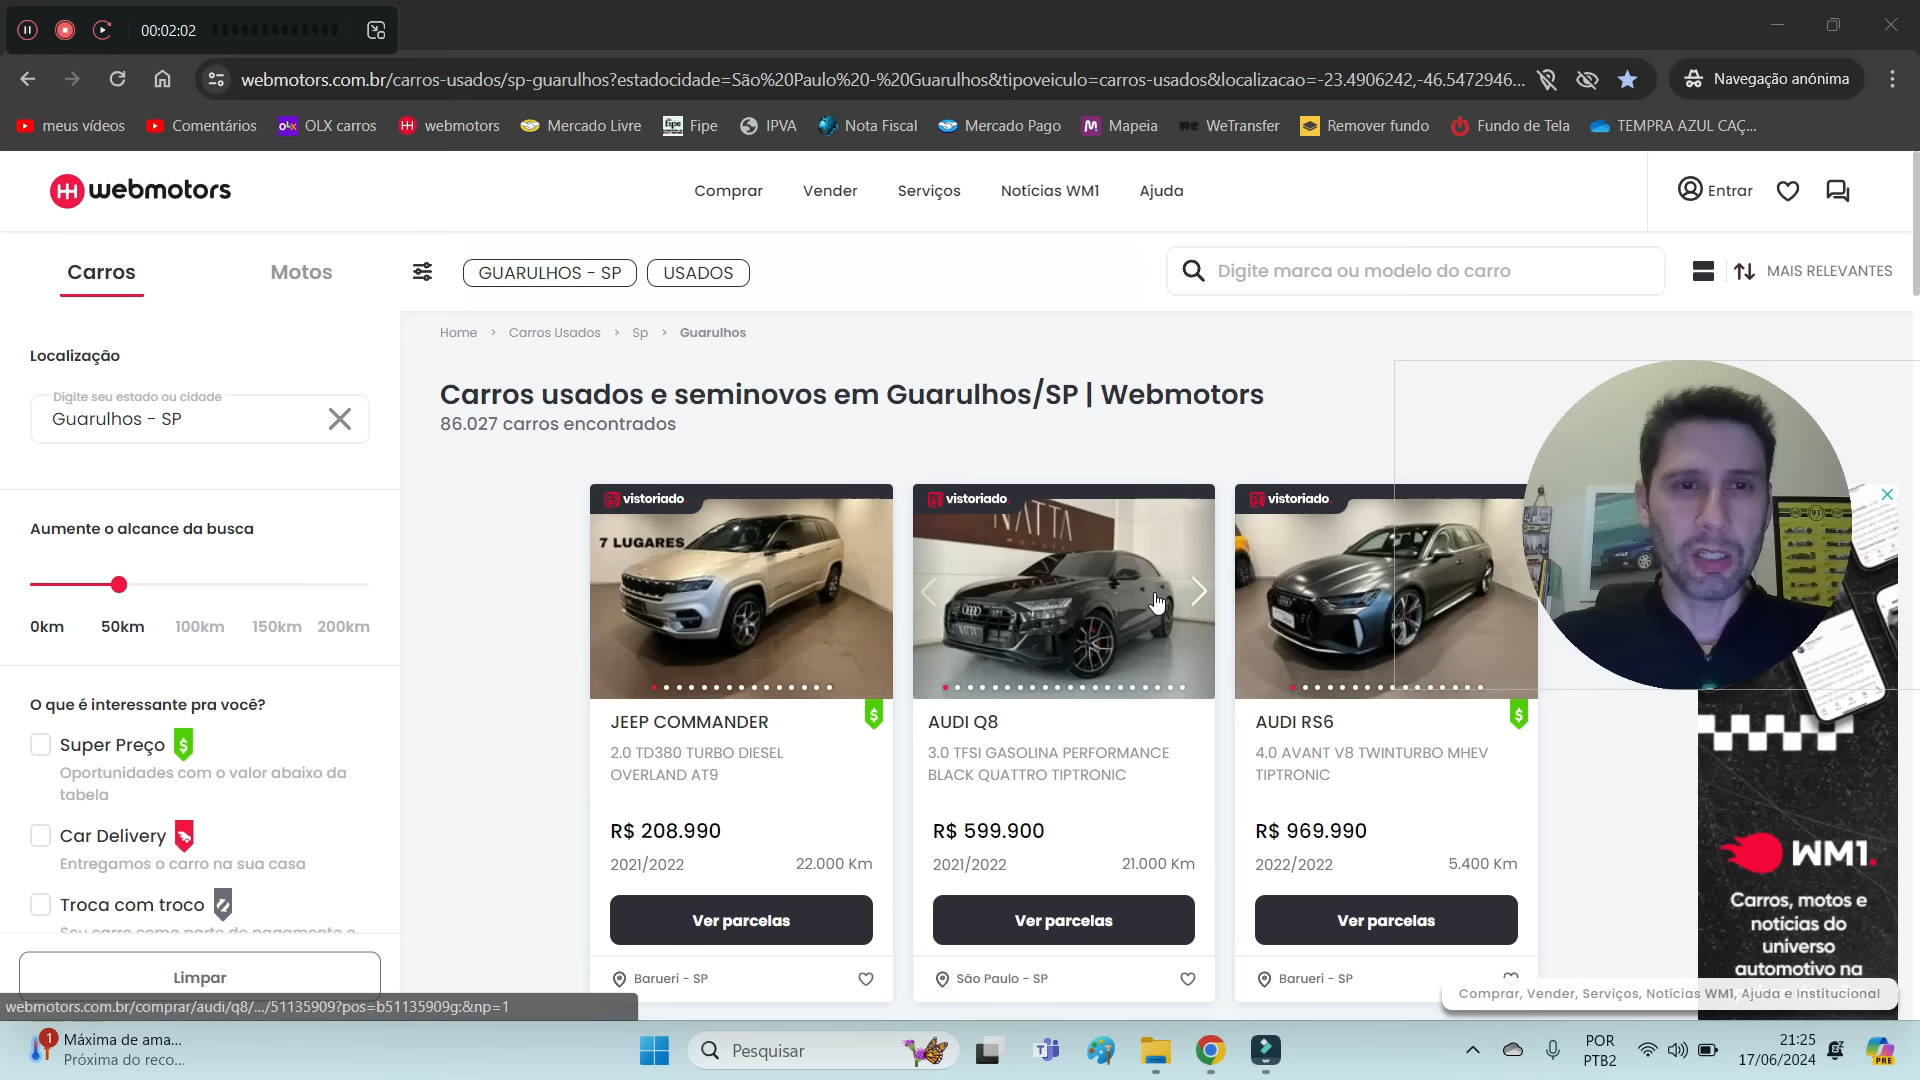 00:02:02
webmotors.com.br/carros-usados/sp-guarulhos?estadocidade=São%20Paulo%20-%20Guarulhos&tipoveiculo=carros-usados&localizacao=-23.4906242,-46.5472946...
Navegação anónima
meus vídeos
Comentários
OLX carros
webmotors
Mercado Livre
Fipe
IPVA
Nota Fiscal
Mercado Pago
Mapeia
WeTransfer
Remover fundo
Fundo de Tela
TEMPRA AZUL CAÇ...
webmotors
Comprar
Vender
Serviços
Notícias WM1
Ajuda
Entrar
Carros
Motos
GUARULHOS - SP
USADOS
Digite marca ou modelo do carro
MAIS RELEVANTES
Home > Carros Usados > Sp > Guarulhos
Localização
Digite seu estado ou cidade
Guarulhos - SP
Carros usados e seminovos em Guarulhos/SP | Webmotors
86.027 carros encontrados
Aumente o alcance da busca
0km
50km
100km
150km
200km
O que é interessante pra você?
Super Preço
Oportunidades com o valor abaixo da
tabela
Car Delivery
Entregamos o carro na sua casa
Troca com troco
Seu carro como parte do pagamento e
Limpar
webmotors.com.br/comprar/audi/q8/.../51135909?pos=b51135909g:&np=1
vistoriado
7 LUGARES
JEEP COMMANDER
2.0 TD380 TURBO DIESEL
OVERLAND AT9
R$ 208.990
2021/2022
22.000 Km
Ver parcelas
Barueri - SP
vistoriado
NATTA
NATTA
AUDI Q8
3.0 TFSI GASOLINA PERFORMANCE
BLACK QUATTRO TIPTRONIC
R$ 599.900
2021/2022
21.000 Km
Ver parcelas
São Paulo - SP
vistoriado
AUDI RS6
4.0 AVANT V8 TWINTURBO MHEV
TIPTRONIC
R$ 969.990
2022/2022
5.400 Km
Ver parcelas
Barueri - SP
WM1.
Carros, motos e
notícias do
universo
automotivo na
Comprar, Vender, Serviços, Notícias WM1, Ajuda e Institucional
1
Máxima de ama...
Próxima do reco...
Pesquisar
POR
PTB2
21:25
17/06/2024
PRE